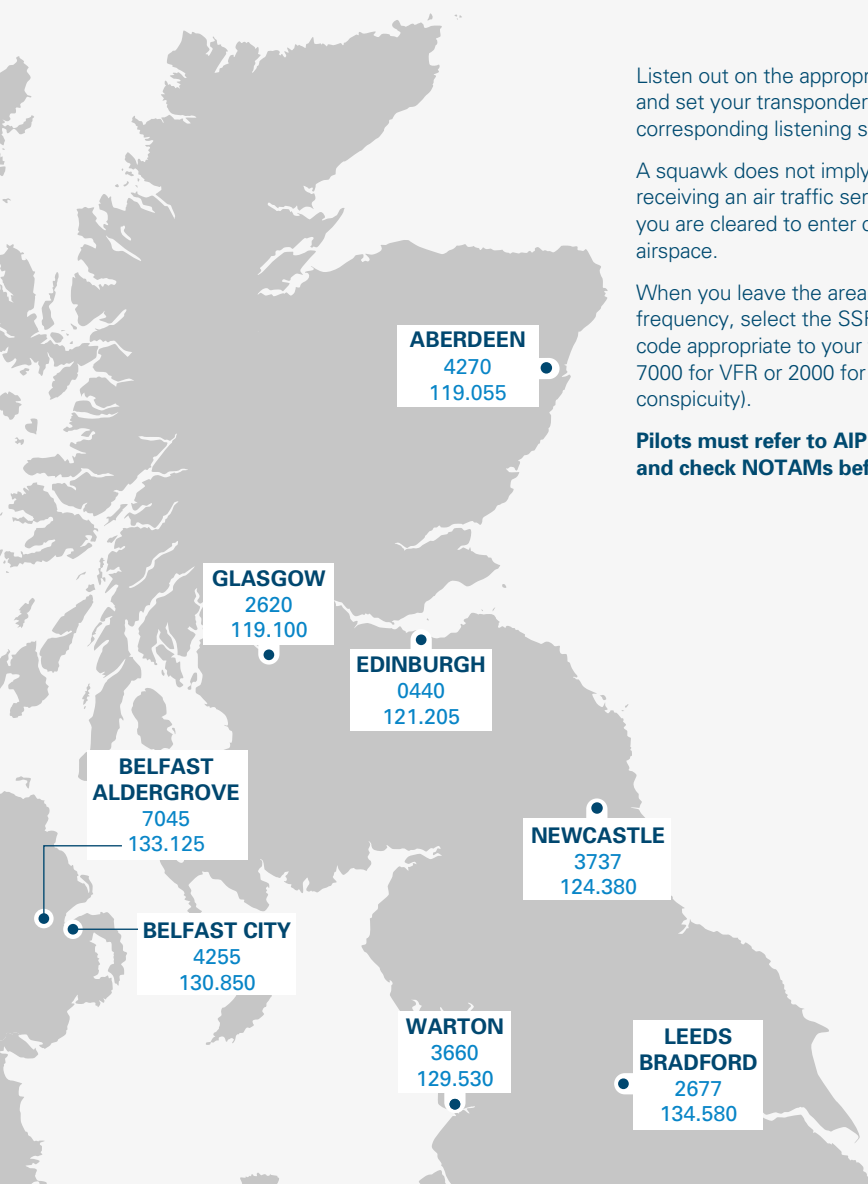 Listen out on the
and set your transponder
corresponding listening
A squawk does not imply
receiving an air traffic
you are cleared to enter
airspace.
When you leave the area
frequency, select the
code appropriate to your
7000 for VFR or 2000 for
conspicuity).
Pilots must refer to AIP
and check NOTAMs
ABERDEEN
4270
119.055
GLASGOW
2620
119.100
EDINBURGH
0440
121.205
BELFAST
ALDERGROVE
7045
133.125
NEWCASTLE
3737
124.380
BELFAST CITY
4255
130.850
WARTON
3660
129.530
LEEDS
BRADFORD
2677
134.580